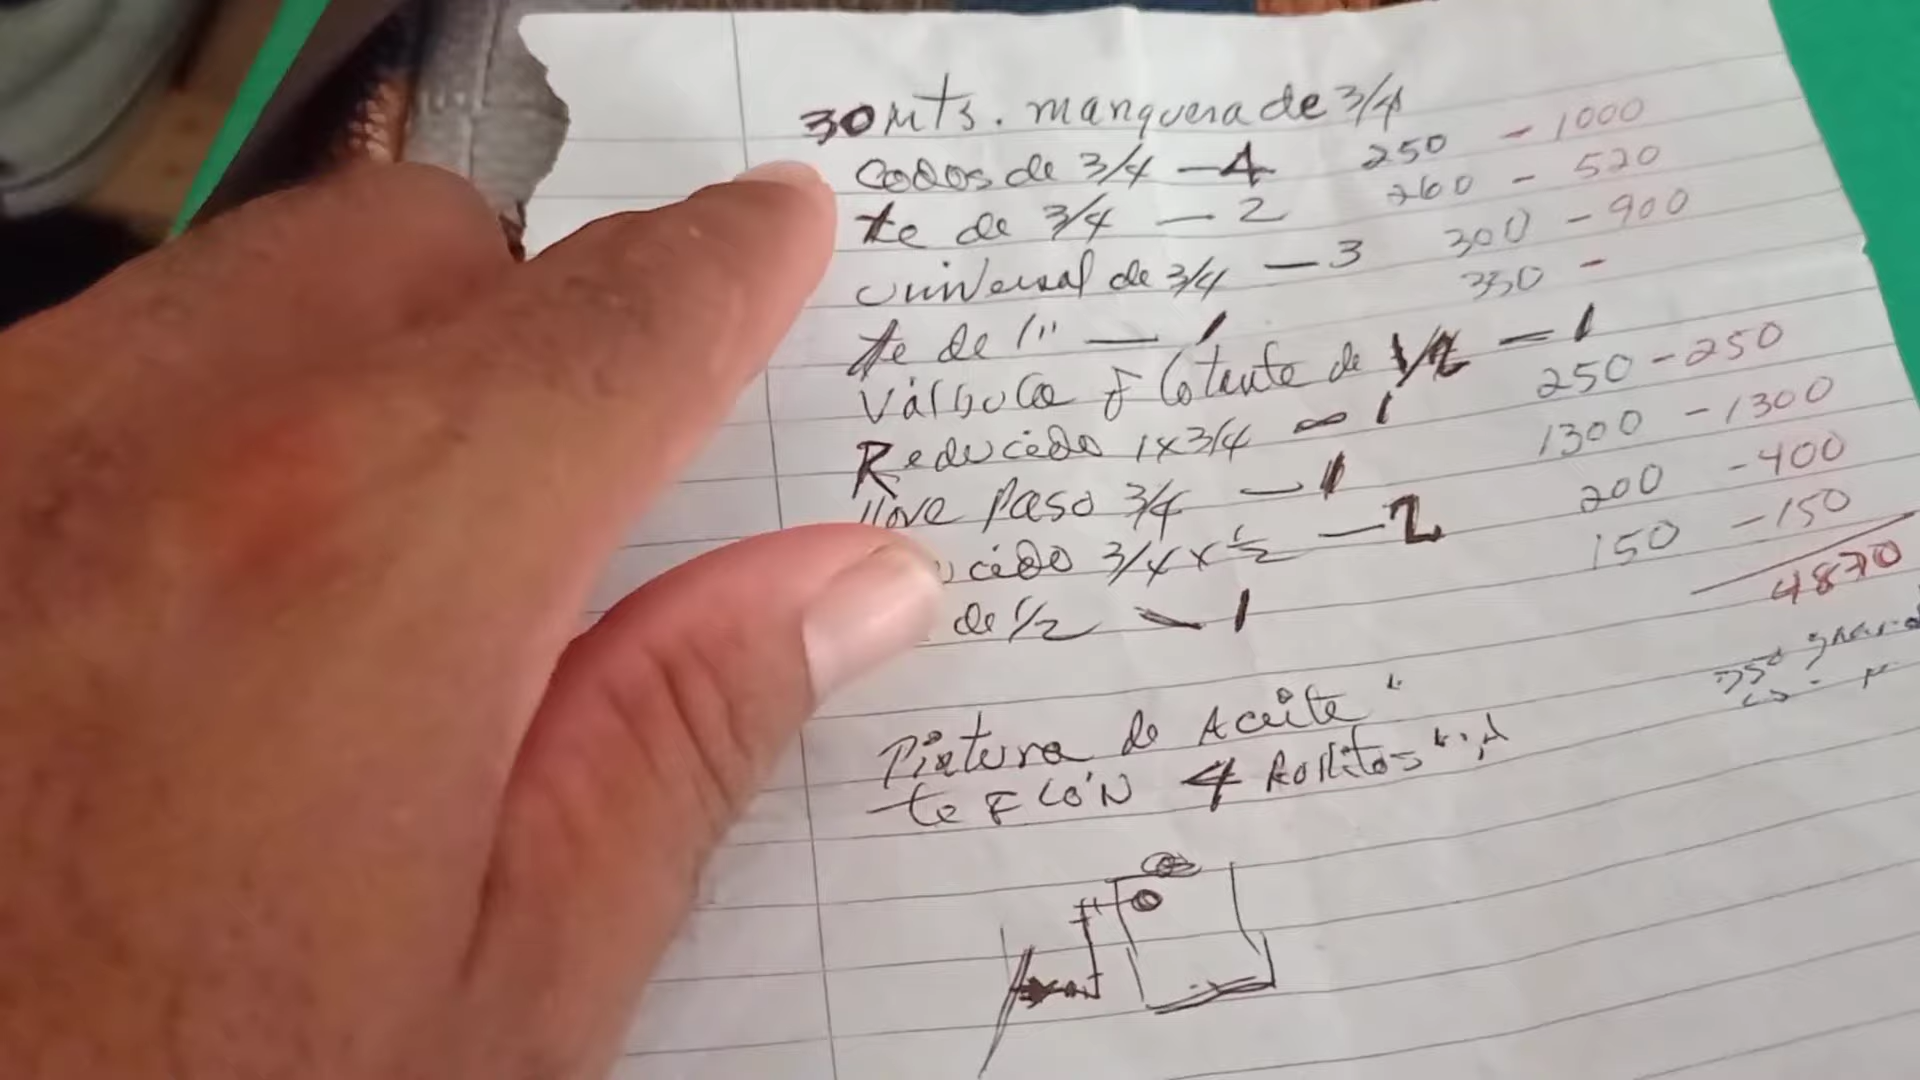 30 Mts. manguera de 3/4
Codos de 3/4 - 4 250 - 1000
te de 3/4 - 2 260 - 520
universal de 3/4 - 3 300 - 900
te de 1" - 1 350 -
Válbula Flotante de 1/2 - 1
Reducido 1x3/4 - 1 250 - 250
llave paso 3/4 - 1 1300 - 1300
cido 3/4 x 1/2 - 2 200 - 400
de 1/2 - 1 150 - 150
4870
Pintura de Aceite "
teFlón 4 Rollitos "